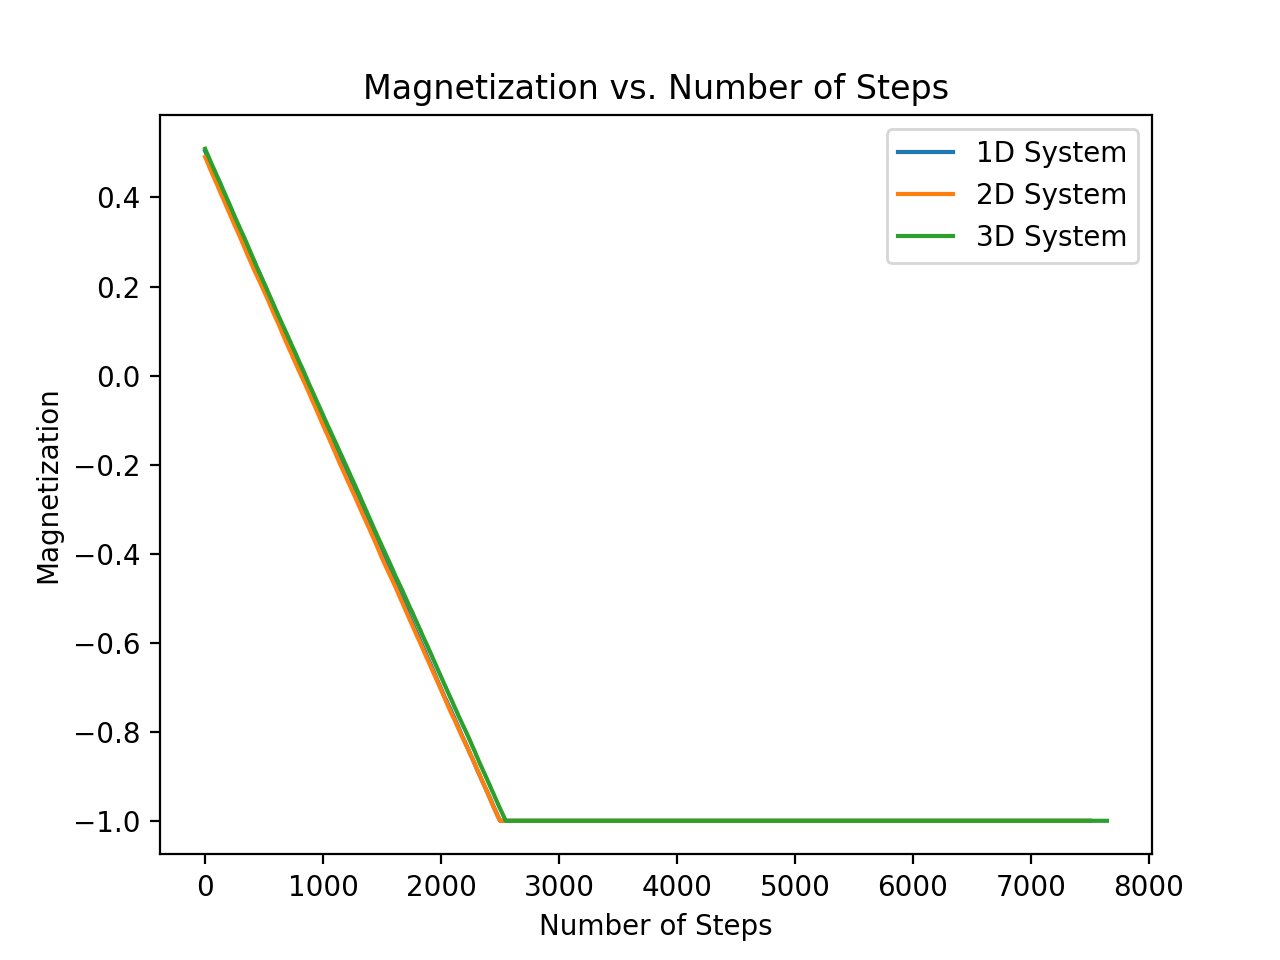 Magnetization vs. Number of Steps
1D System
2D System
3D System
Magnetization
0.4
0.2
0.0
−0.2
−0.4
−0.6
−0.8
−1.0
0 1000 2000 3000 4000 5000 6000 7000 8000
Number of Steps